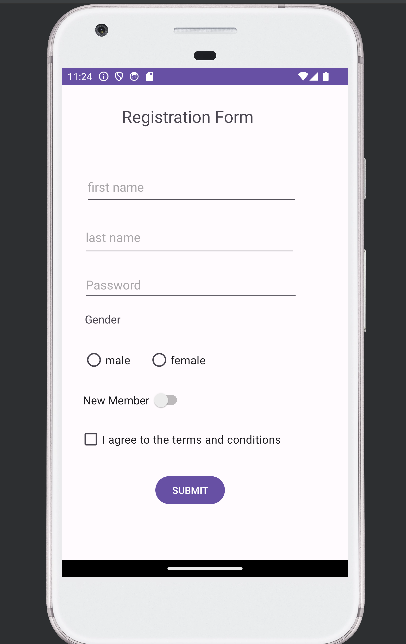 11:24
Registration Form
first name
last name
Password
Gender
male female
New Member
I agree to the terms and conditions
SUBMIT